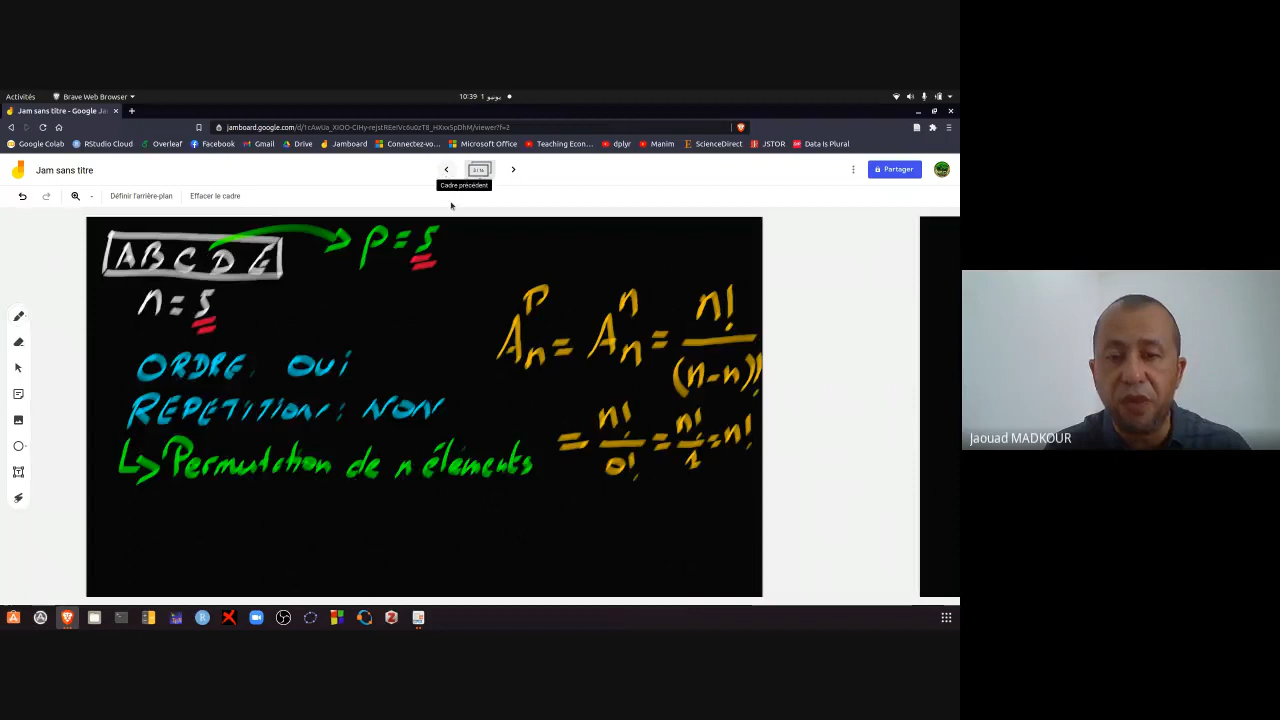 Activités
Brave Web Browser
10:39 1 يونيو
Jam sans titre - Google Ja
jamboard.google.com
Google Colab
RStudio Cloud
Overleaf
Facebook
Gmail
Drive
Jamboard
Connectez-vo...
Microsoft Office
Teaching Econ...
dplyr
Manim
ScienceDirect
JSTOR
Data Is Plural
Jam sans titre
Partager
Cadre précédent
Définir l'arrière-plan
Effacer le cadre
A B C D E p = 5
n = 5
ORDRE: OUI
REPETITION: NON
↳ Permutation de n éléments
A_n^p = A_n^n = n! / (n-n)!
= n!/0! = n!/1 = n!
Jaouad MADKOUR